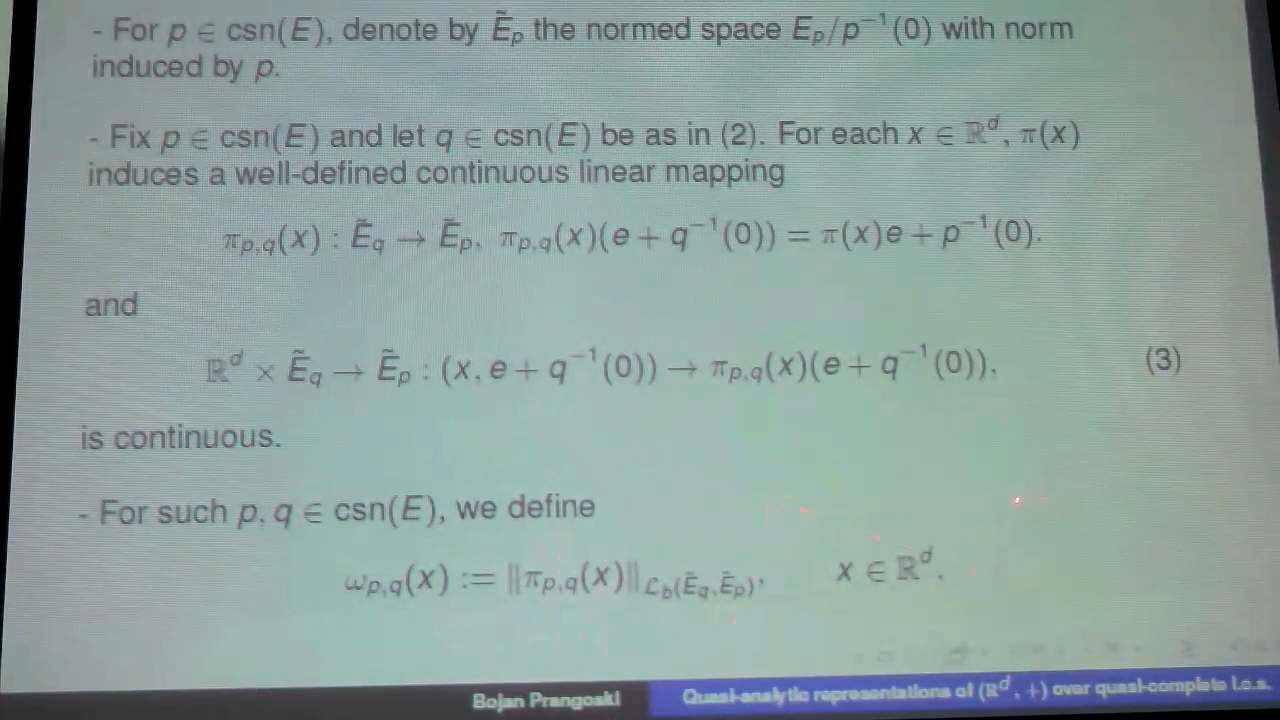 - For p ∈ csn(E), denote by Ẽ_p the normed space E_p/p⁻¹(0) with norm
induced by p.
- Fix p ∈ csn(E) and let q ∈ csn(E) be as in (2). For each x ∈ ℝ^d, π(x)
induces a well-defined continuous linear mapping
π_{p,q}(x) : Ẽ_q → Ẽ_p, π_{p,q}(x)(e + q⁻¹(0)) = π(x)e + p⁻¹(0).
and
ℝ^d × Ẽ_q → Ẽ_p : (x, e + q⁻¹(0)) → π_{p,q}(x)(e + q⁻¹(0)), (3)
is continuous.
- For such p, q ∈ csn(E), we define
ω_{p,q}(x) := ‖π_{p,q}(x)‖_{L_b(Ẽ_q,Ẽ_p)}, x ∈ ℝ^d.
Bojan Prangoski Quasi-analytic representations of (ℝ^d, +) over quasi-complete l.c.s.